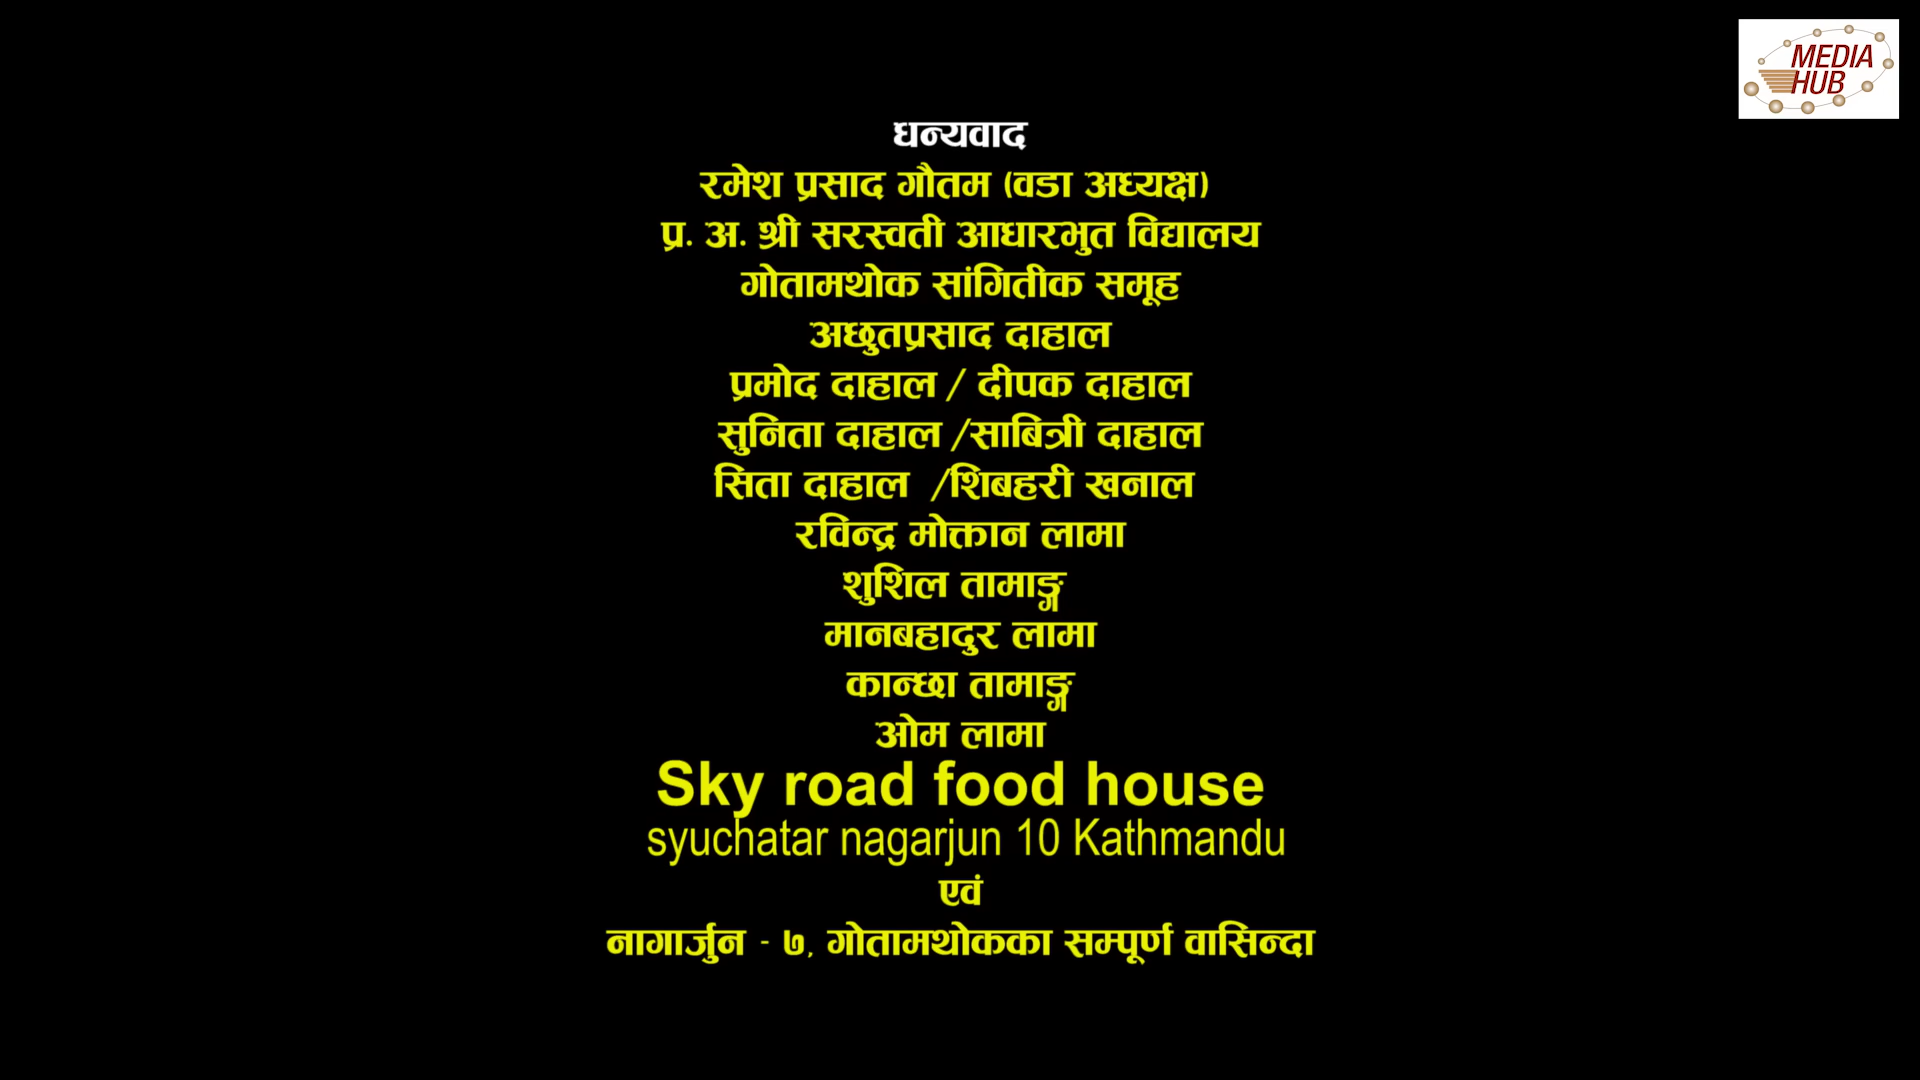 MEDIA
HUB
धन्यवाद
रमेश प्रसाद गौतम (वडा अध्यक्ष)
प्र. अ. श्री सरस्वती आधारभुत विद्यालय
गोतामथोक सांगितीक समूह
अछुतप्रसाद दाहाल
प्रमोद दाहाल / दीपक दाहाल
सुनिता दाहाल /साबित्री दाहाल
सिता दाहाल /शिबहरी खनाल
रविन्द्र मोक्तान लामा
शुशिल तामाङ्ग
मानबहादुर लामा
कान्छा तामाङ्ग
ओम लामा
Sky road food house
syuchatar nagarjun 10 Kathmandu
एवं
नागार्जुन - ७, गोतामथोकका सम्पूर्ण वासिन्दा